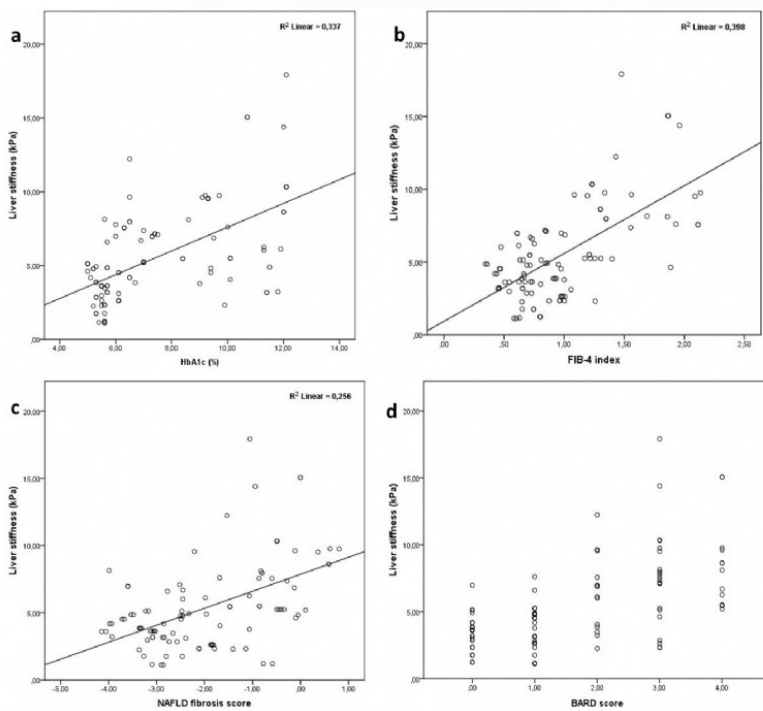 a
R² Linear = 0,337
20,00
15,00
10,00
5,00
,00
Liver stiffness (kPa)
4,00 6,00 8,00 10,00 12,00 14,00
HbA1c (%)
b
R² Linear = 0,398
20,00
15,00
10,00
5,00
,00
Liver stiffness (kPa)
,00 ,50 1,00 1,50 2,00 2,50
FIB-4 index
c
R² Linear = 0,256
20,00
15,00
10,00
5,00
,00
Liver stiffness (kPa)
-5,00 -4,00 -3,00 -2,00 -1,00 ,00 1,00
NAFLD fibrosis score
d
20,00
15,00
10,00
5,00
,00
Liver stiffness (kPa)
,00 1,00 2,00 3,00 4,00
BARD score